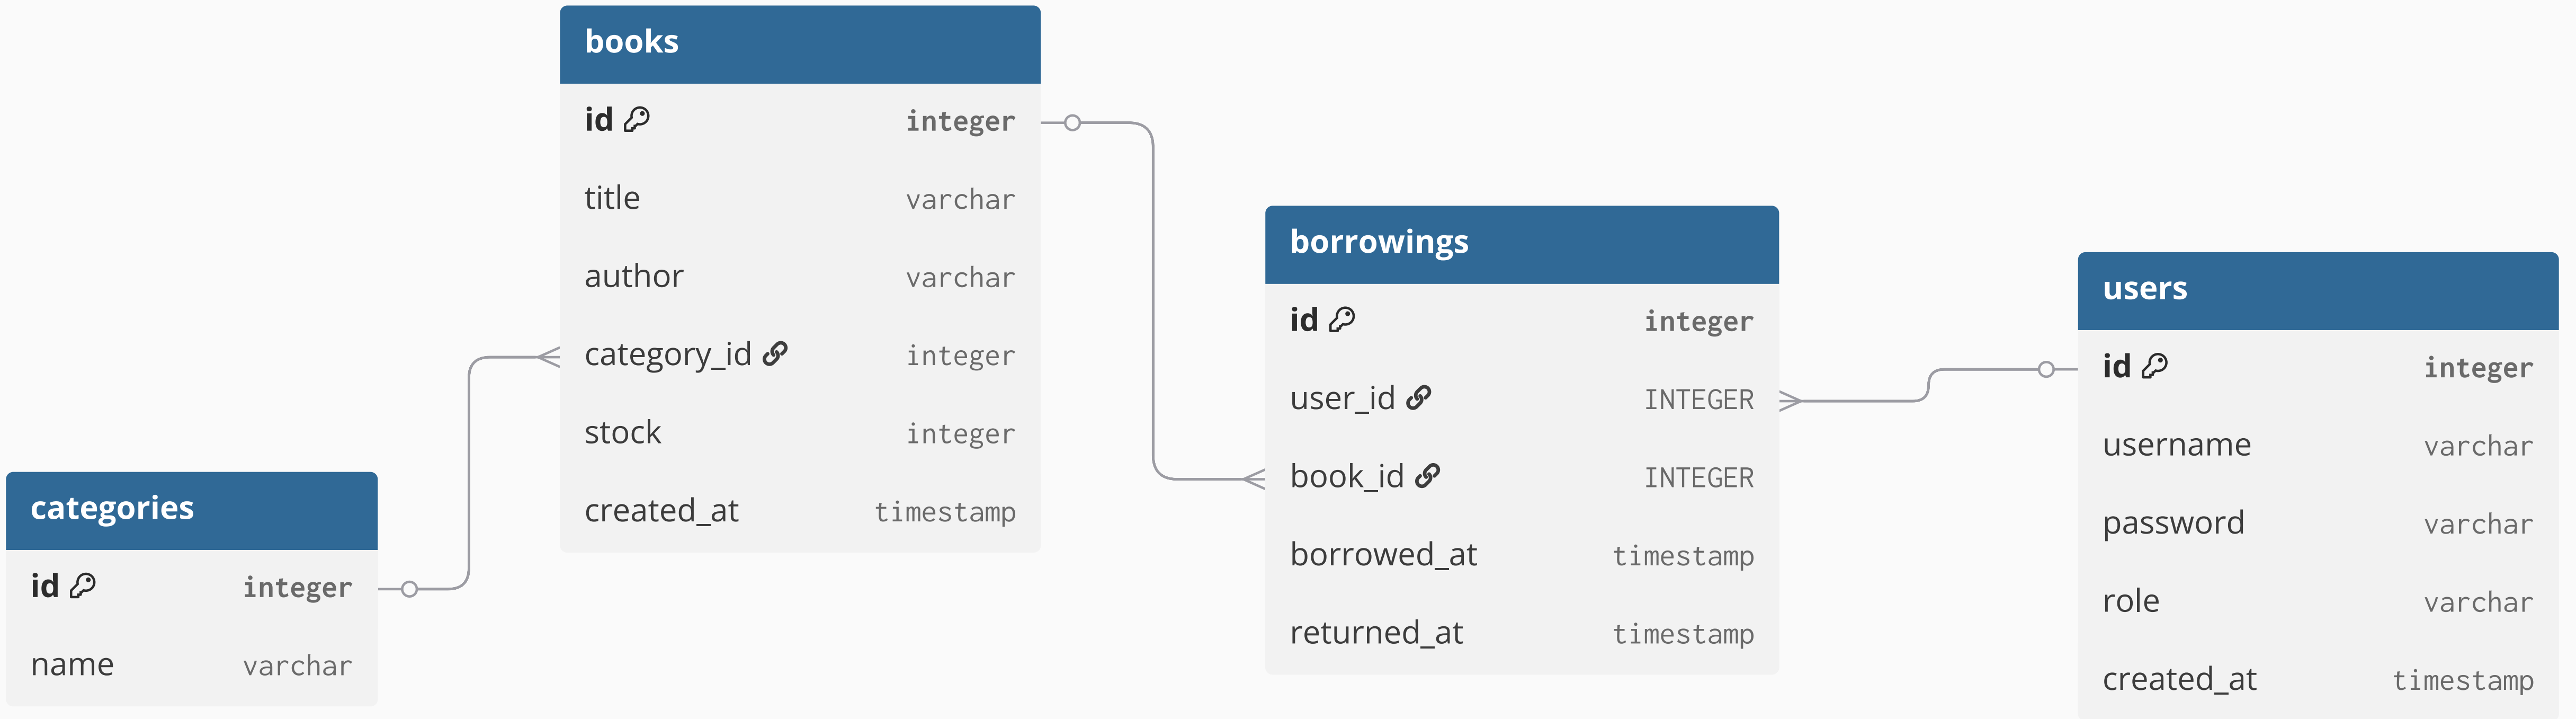 books
id integer
title varchar
author varchar
category_id integer
stock integer
created_at timestamp
categories
id integer
name varchar
borrowings
id integer
user_id INTEGER
book_id INTEGER
borrowed_at timestamp
returned_at timestamp
users
id integer
username varchar
password varchar
role varchar
created_at timestamp